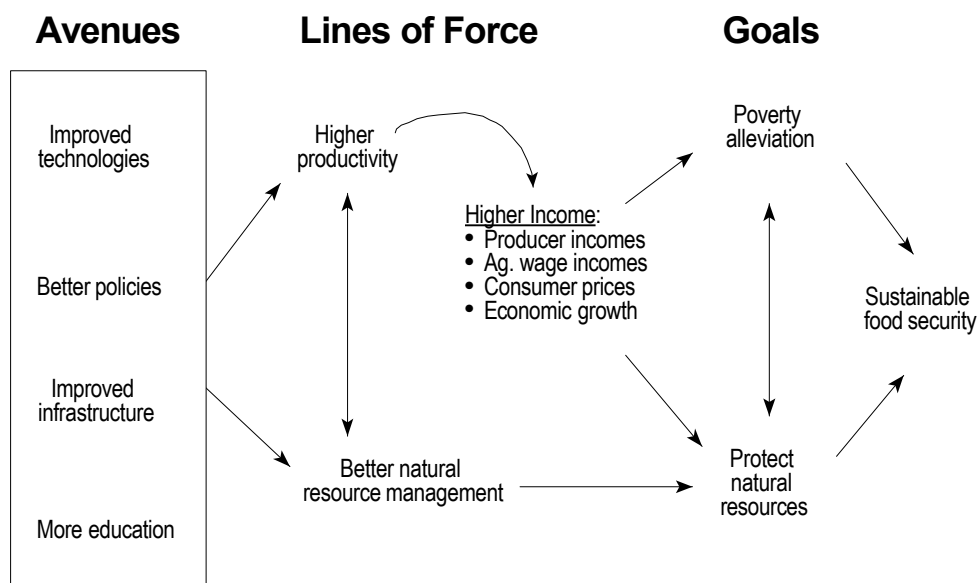 Avenues
Lines of Force
Goals
Improved
technologies
Better policies
Improved
infrastructure
More education
Higher
productivity
Better natural
resource management
Higher Income:
• Producer incomes
• Ag. wage incomes
• Consumer prices
• Economic growth
Poverty
alleviation
Protect
natural
resources
Sustainable
food security